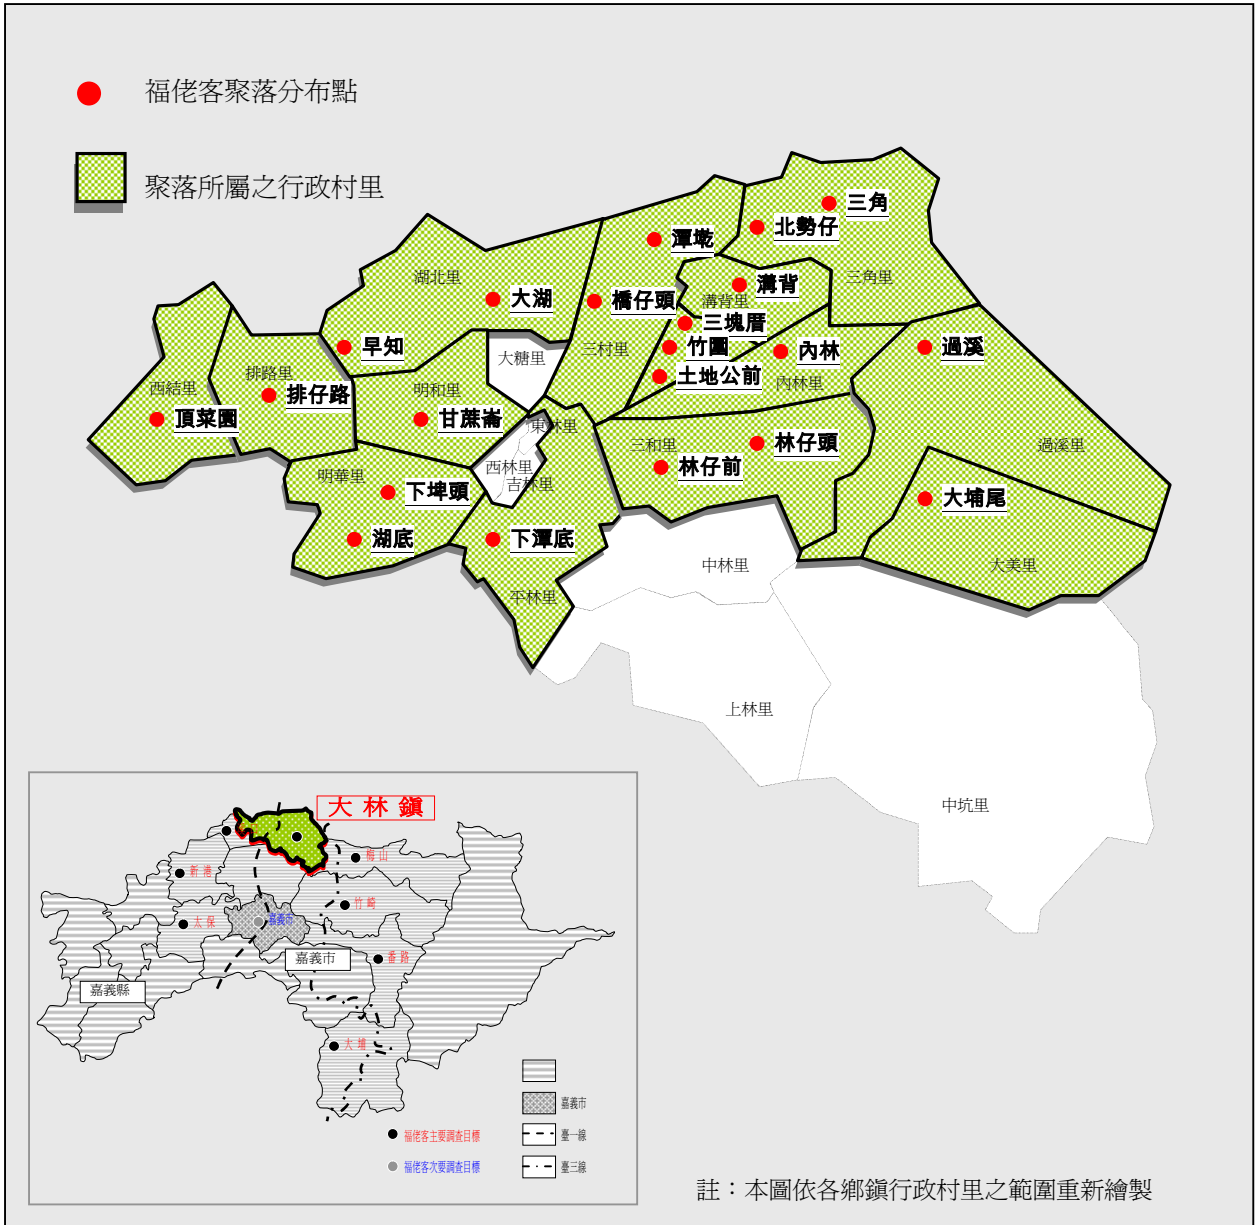 福佬客聚落分布點
聚落所屬之行政村里
三角
北勢仔
潭墘
三角里
湖北里
溝背
大湖
橋仔頭
溝背里
三塊厝
早知
大糖里
三村里
竹圍
內林
過溪
排路里
西結里
明和里
土地公前
內林里
排仔路
頂菜園
甘蔗崙
東林里
三和里
林仔頭
過溪里
西林里
林仔前
明華里
吉林里
下埤頭
大埔尾
湖底
下潭底
中林里
大美里
平林里
上林里
中坑里
大林鎮
梅山
新港
竹崎
太保
嘉義市
嘉義市
番路
嘉義縣
大埔
嘉義市
福佬客主要調查目標
臺一線
福佬客次要調查目標
臺三線
註：本圖依各鄉鎮行政村里之範圍重新繪製